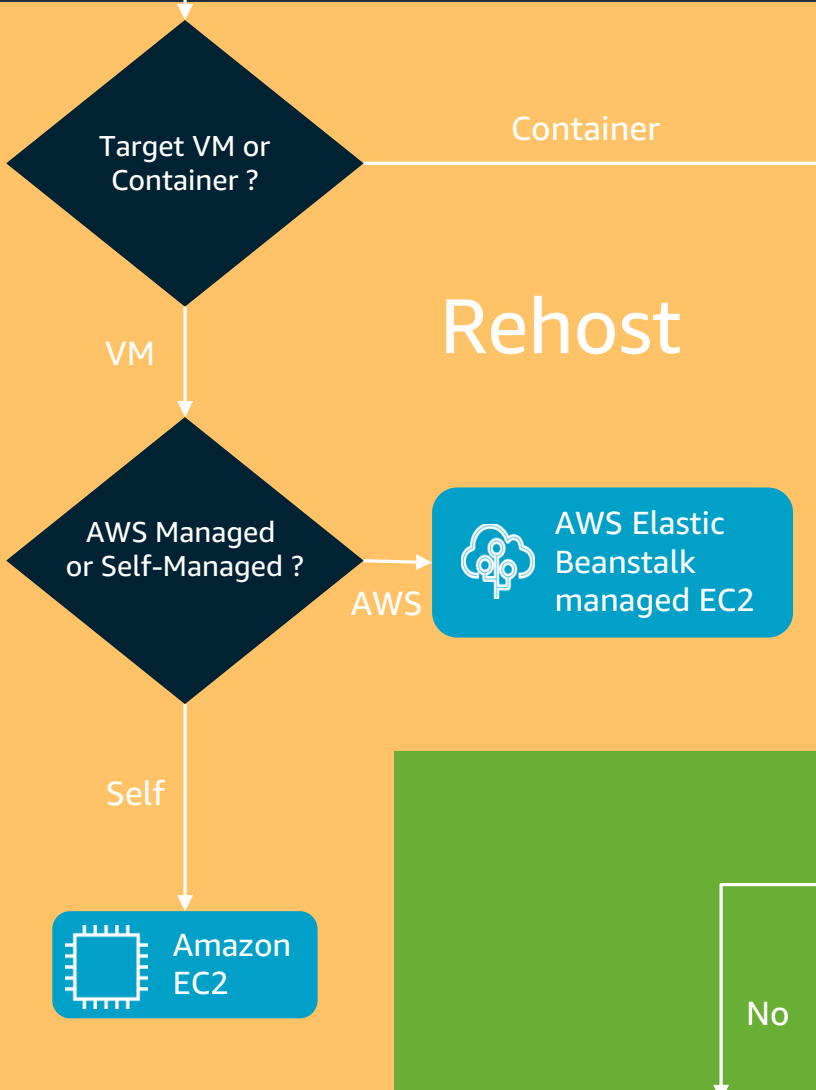 Target VM or
Container ?
Container
Rehost
VM
AWS Managed
or Self-Managed ?
AWS
AWS Elastic
Beanstalk
managed EC2
Self
Amazon
EC2
No